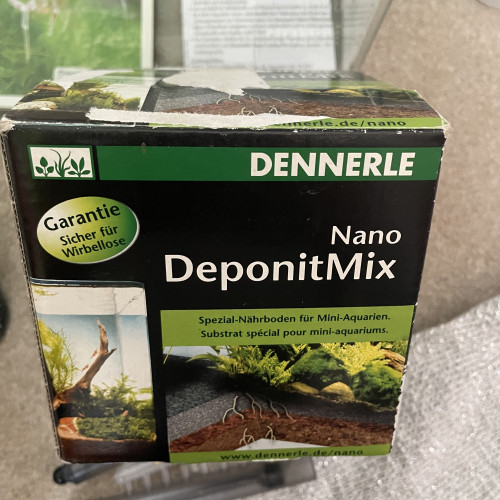 dennerle.de/nano
DENNERLE
Garantie
Sicher für
Wirbellose
Nano
DeponitMix
Spezial-Nährboden für Mini-Aquarien.
Substrat spécial pour mini-aquariums.
www.dennerle.de/nano